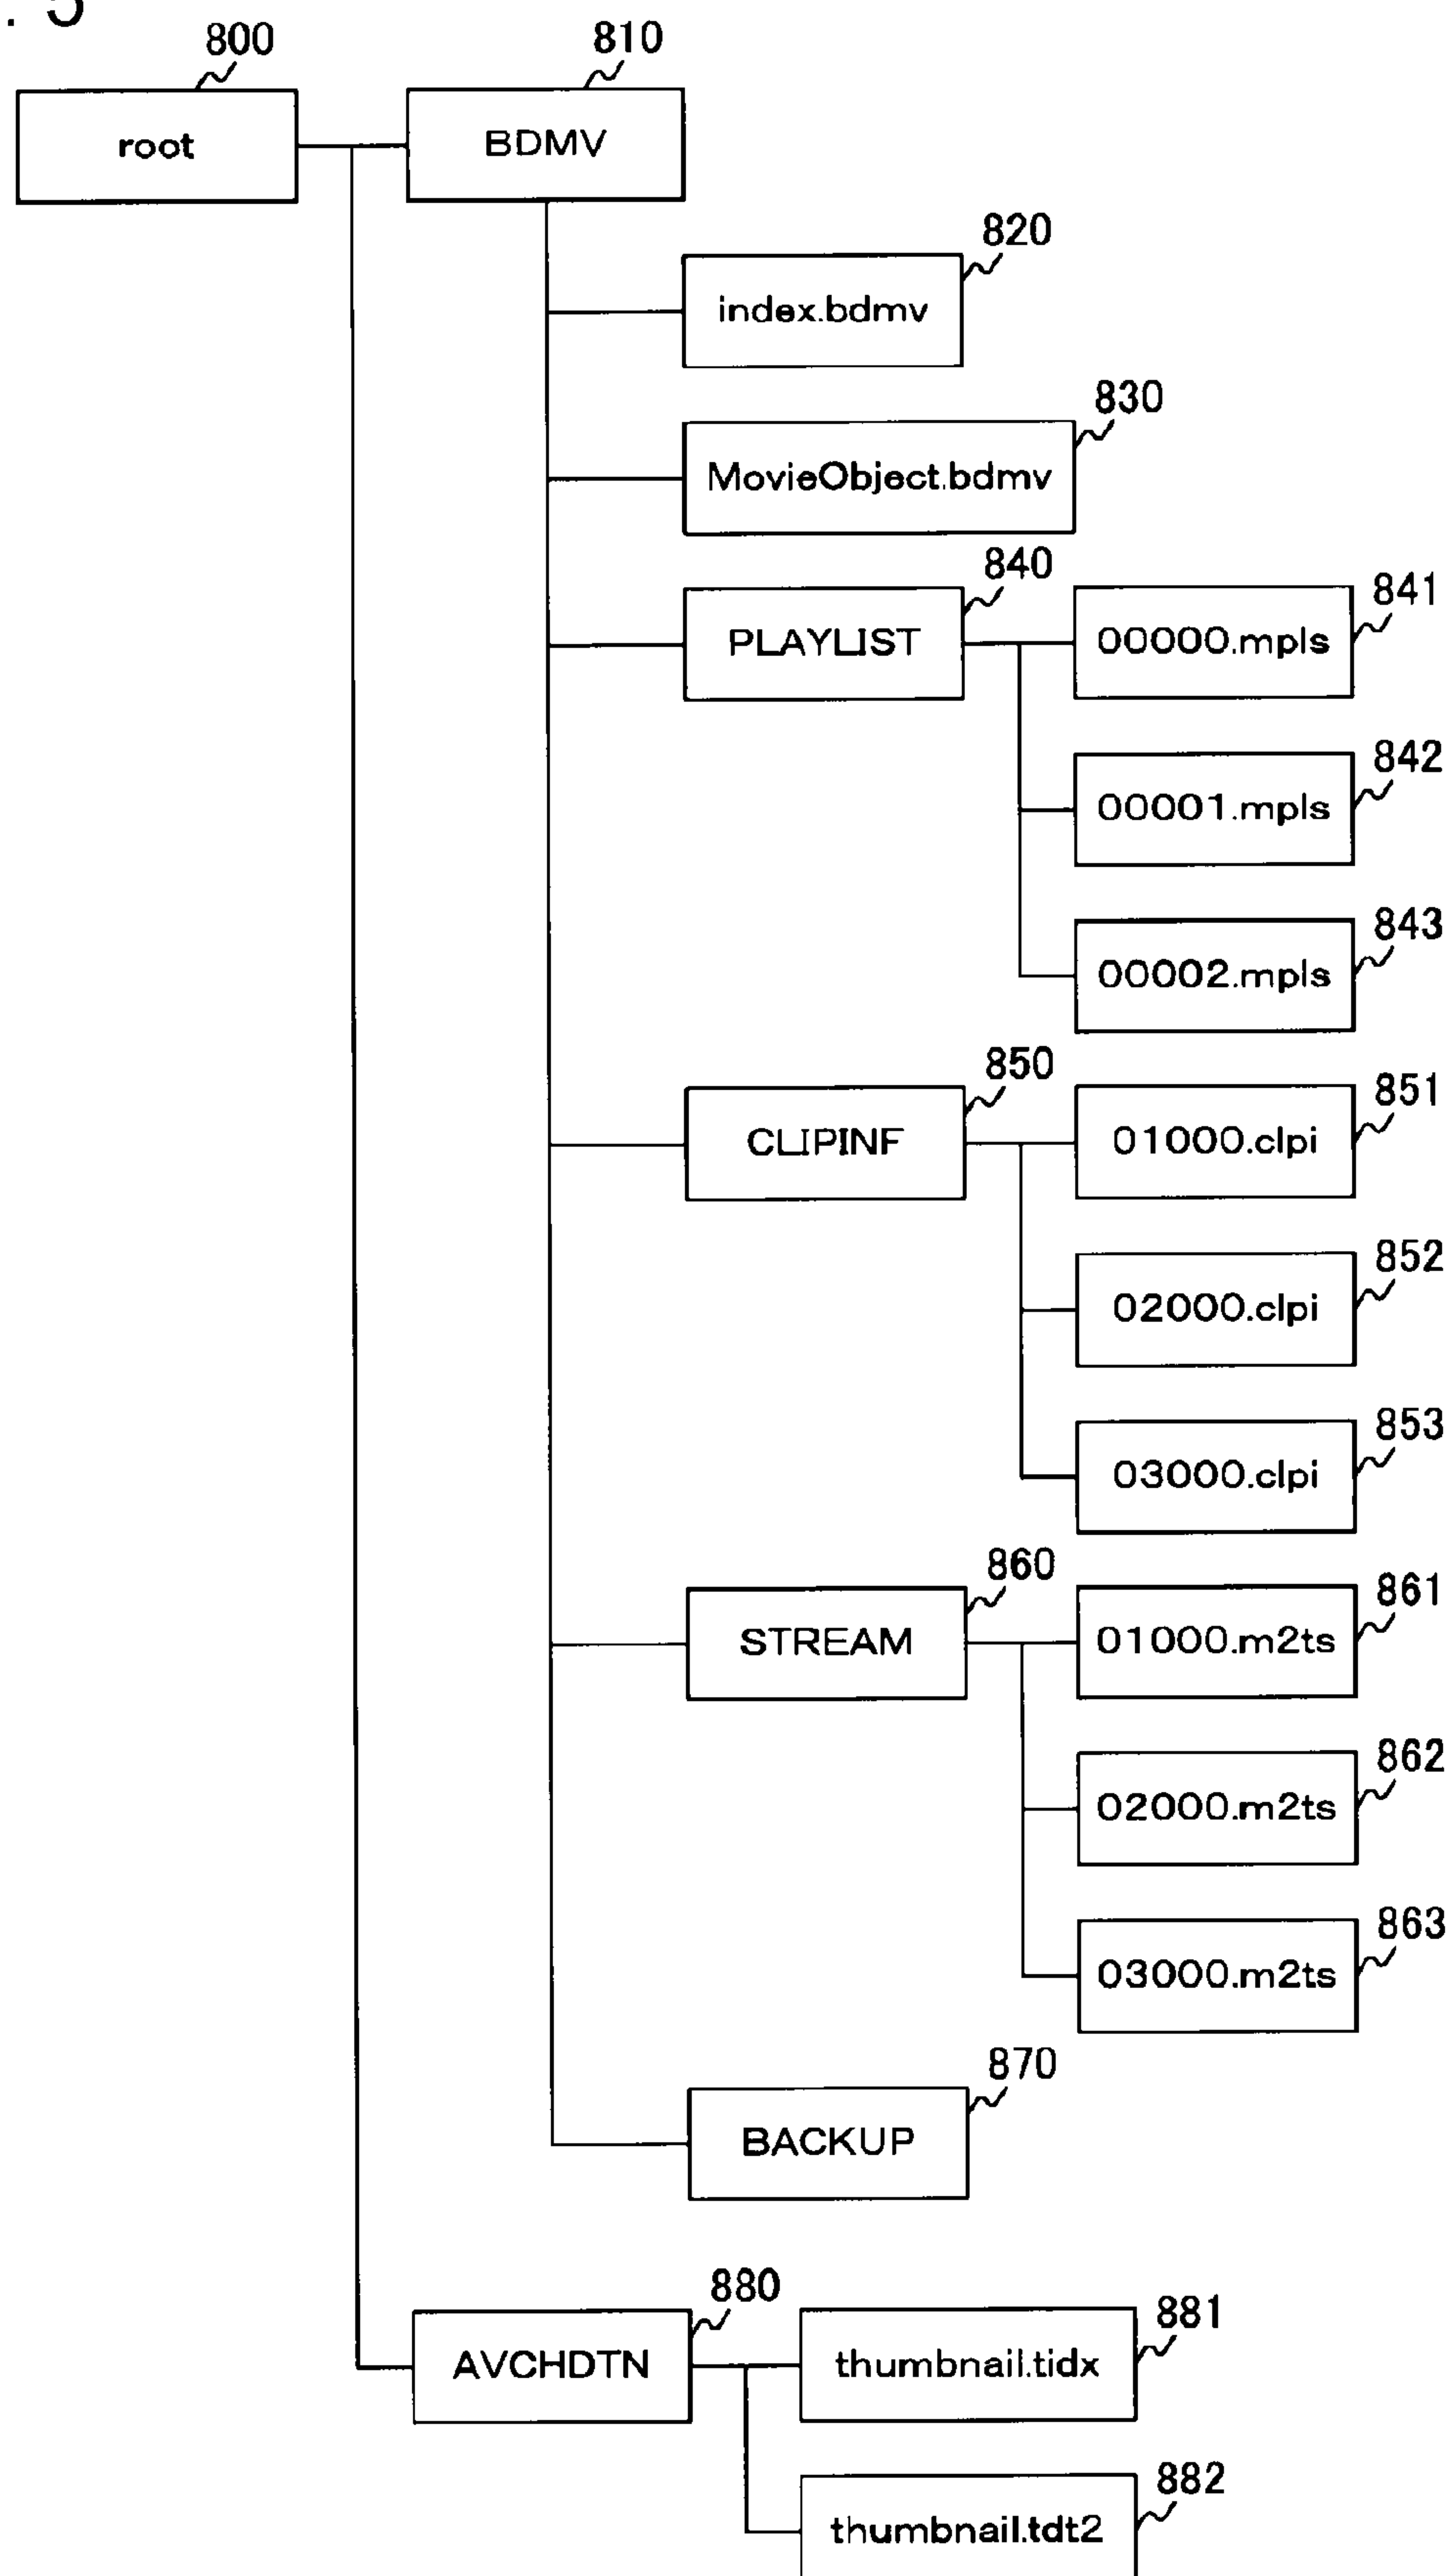 . 5
800
810
root
BDMV
820
index.bdmv
830
MovieObject.bdmv
840
841
PLAYLIST
00000.mpls
842
00001.mpls
843
00002.mpls
850
851
CLIPINF
01000.clpi
852
02000.clpi
853
03000.clpi
860
861
STREAM
01000.m2ts
862
02000.m2ts
863
03000.m2ts
870
BACKUP
880
881
AVCHDTN
thumbnail.tidx
882
thumbnail.tdt2